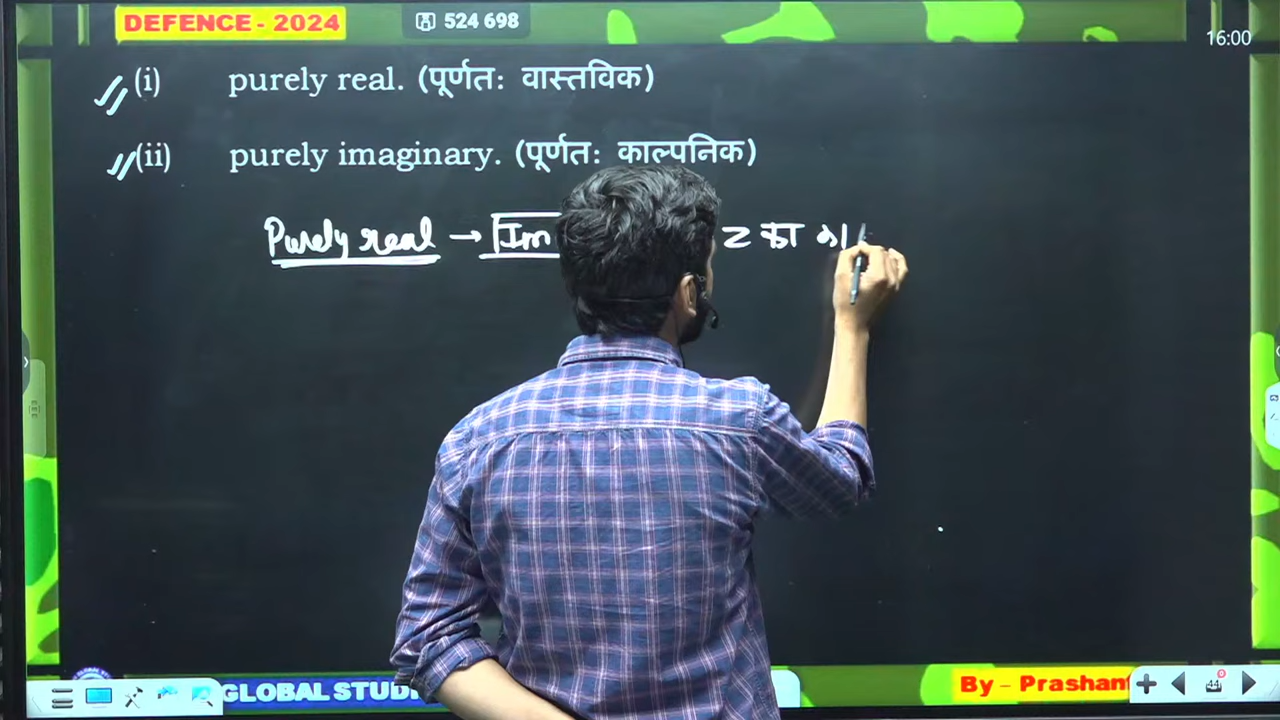 DEFENCE - 2024
524 698
16:00
(i) purely real. (पूर्णत: वास्तविक)
(ii) purely imaginary. (पूर्णत: काल्पनिक)
Purely real → Im
z का
GLOBAL STUD
By - Prashant